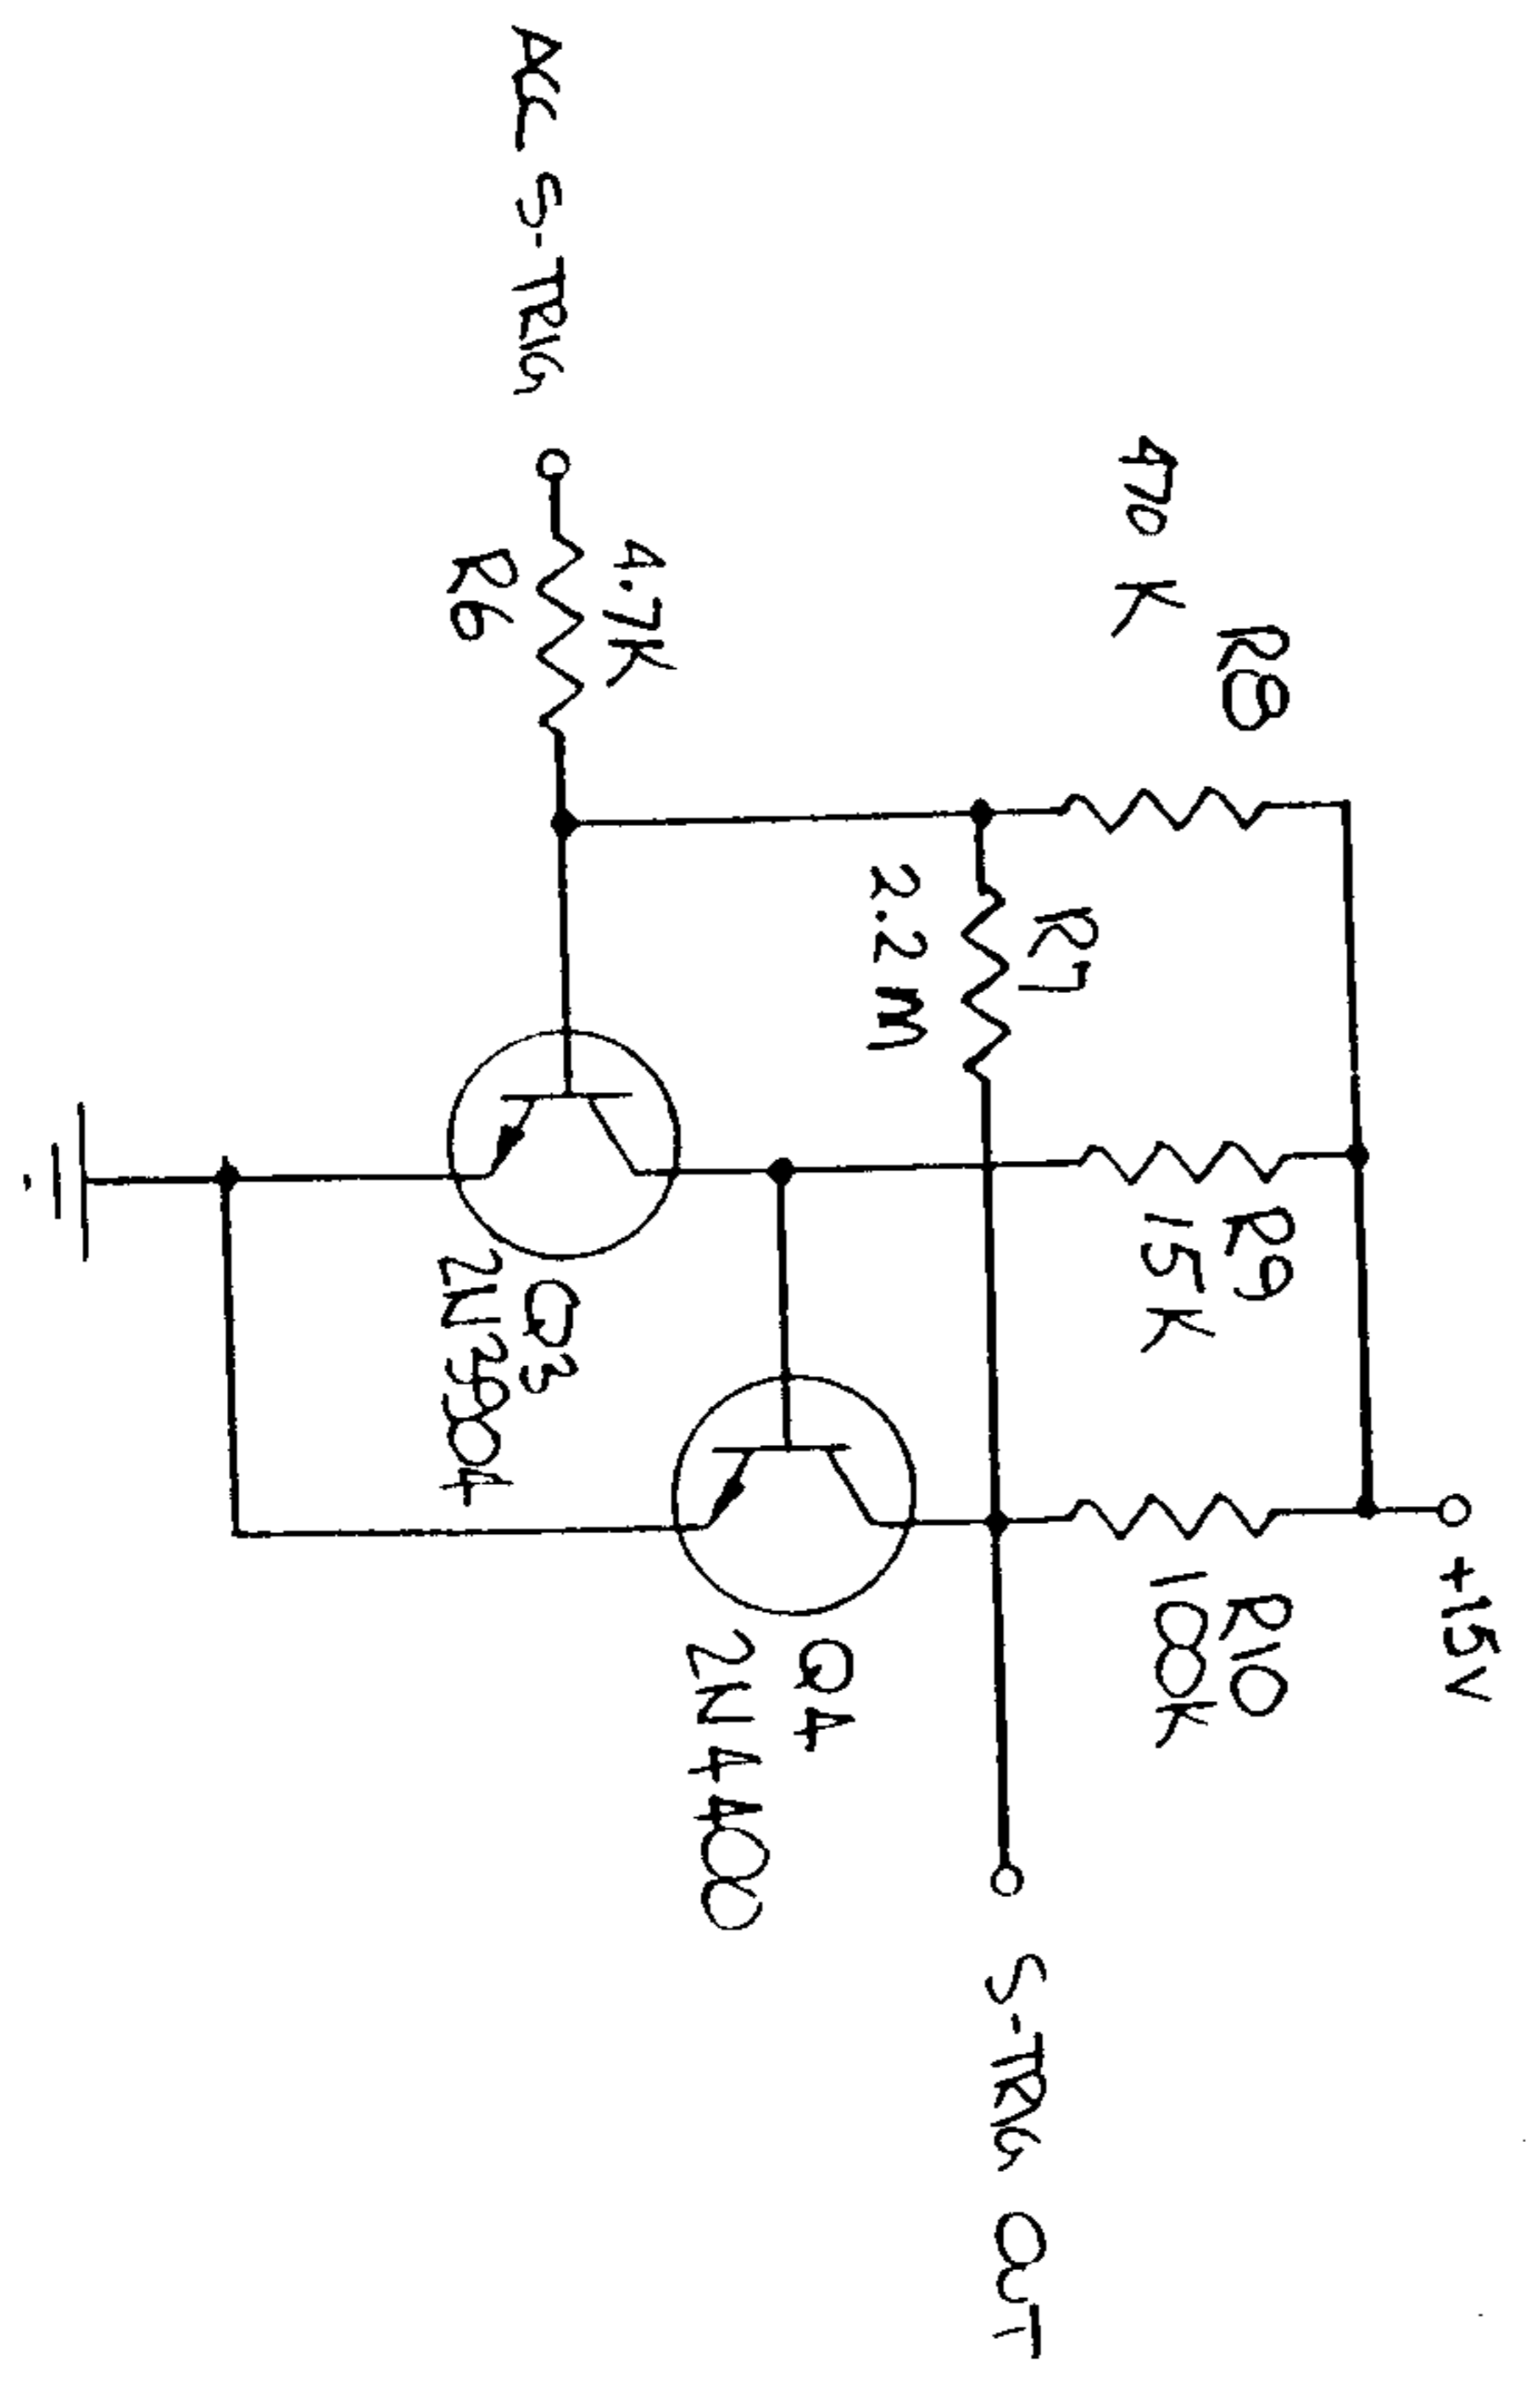 +15V
R8
470 K
R9
15K
R10
100K
R7
2.2M
S-TRIG OUT
4.7K
R6
ACC S-TRIG
Q4
2N4400
Q3
2N3904